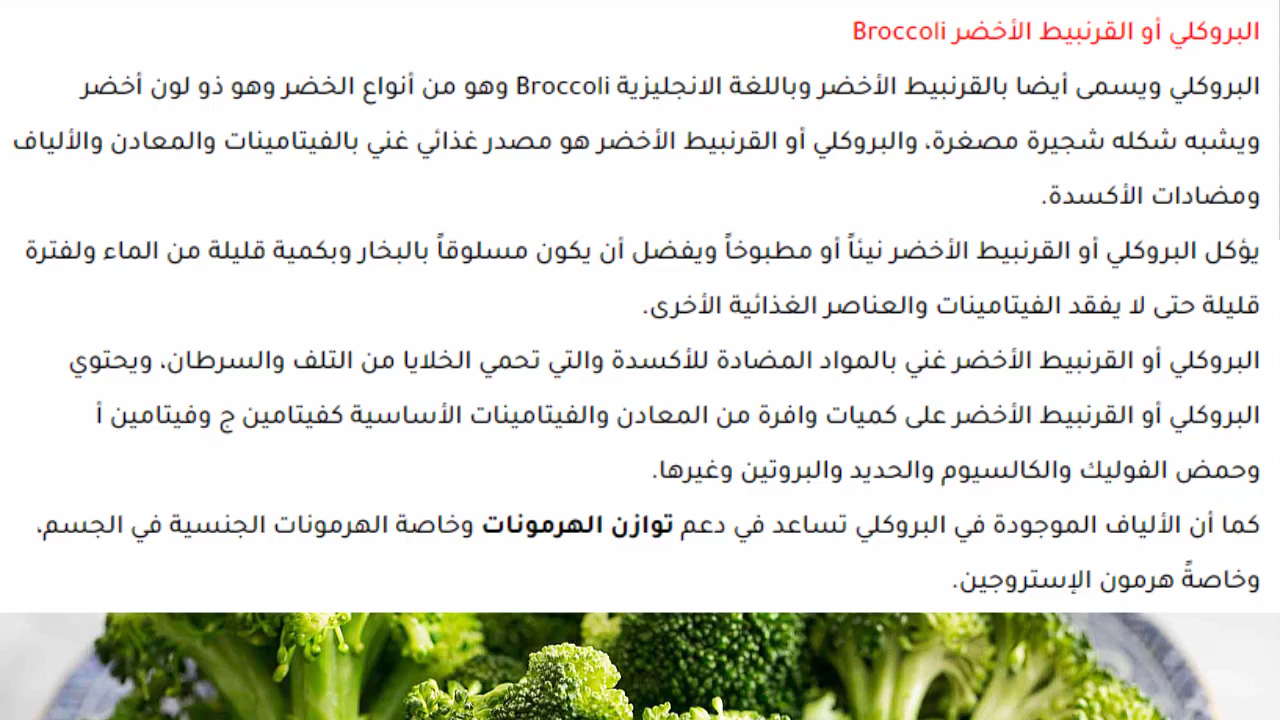 البروكلي أو القرنبيط الأخضر Broccoli
البروكلي ويسمى أيضا بالقرنبيط الأخضر وباللغة الانجليزية Broccoli وهو من أنواع الخضر وهو ذو لون أخضر
ويشبه شكله شجيرة مصغرة، والبروكلي أو القرنبيط الأخضر هو مصدر غذائي غني بالفيتامينات والمعادن والألياف
ومضادات الأكسدة.
يؤكل البروكلي أو القرنبيط الأخضر نيئاً أو مطبوخاً ويفضل أن يكون مسلوقاً بالبخار وبكمية قليلة من الماء ولفترة
قليلة حتى لا يفقد الفيتامينات والعناصر الغذائية الأخرى.
البروكلي أو القرنبيط الأخضر غني بالمواد المضادة للأكسدة والتي تحمي الخلايا من التلف والسرطان، ويحتوي
البروكلي أو القرنبيط الأخضر على كميات وافرة من المعادن والفيتامينات الأساسية كفيتامين ج وفيتامين أ
وحمض الفوليك والكالسيوم والحديد والبروتين وغيرها.
كما أن الألياف الموجودة في البروكلي تساعد في دعم توازن الهرمونات وخاصة الهرمونات الجنسية في الجسم،
وخاصةً هرمون الإستروجين.